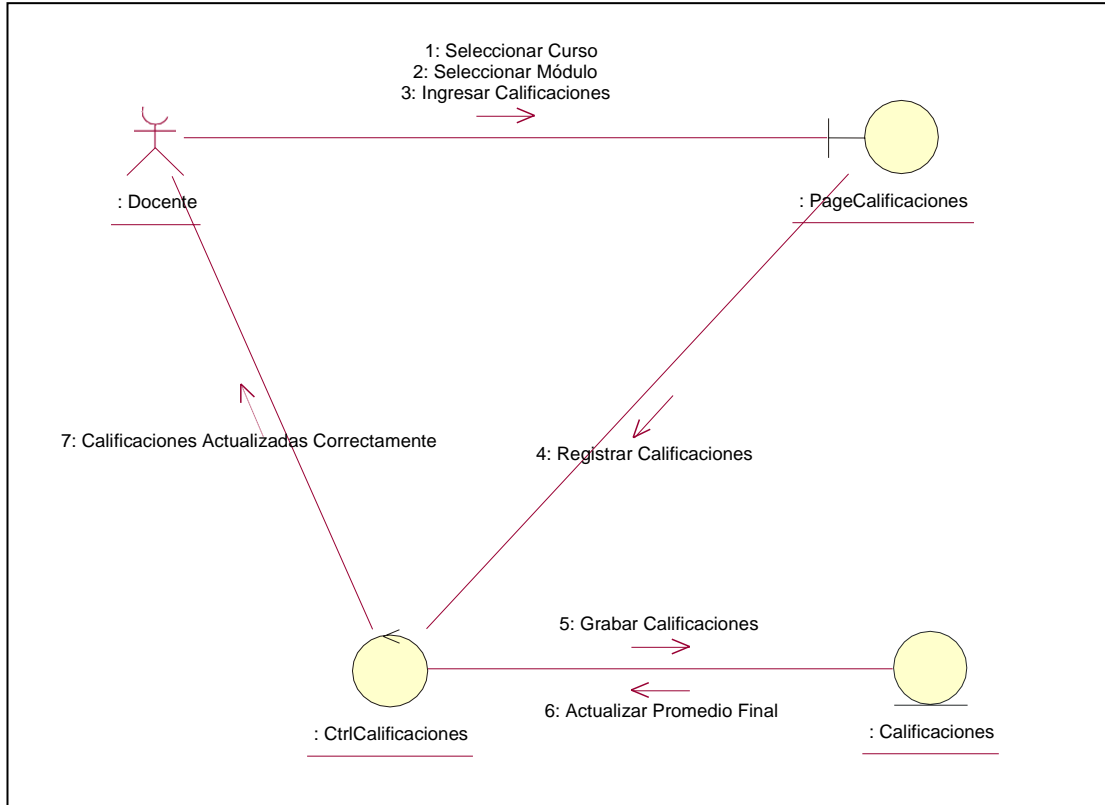 1: Seleccionar Curso
2: Seleccionar Módulo
3: Ingresar Calificaciones
: Docente
: PageCalificaciones
7: Calificaciones Actualizadas Correctamente
4: Registrar Calificaciones
5: Grabar Calificaciones
6: Actualizar Promedio Final
: CtrlCalificaciones
: Calificaciones